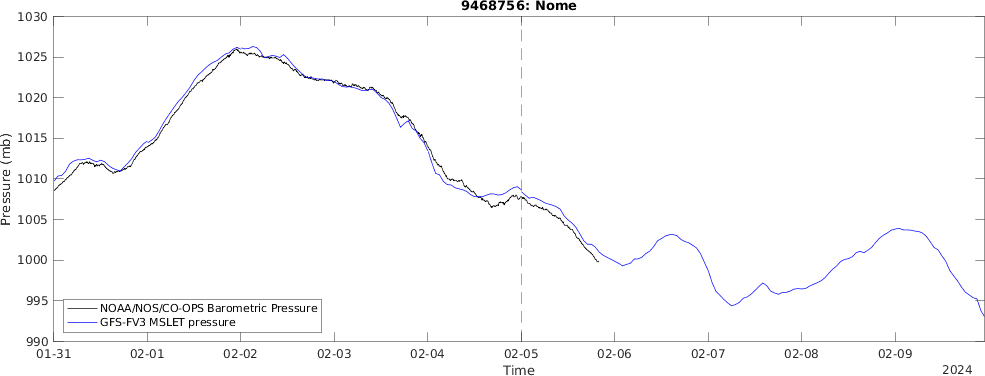 9468756: Nome
1030
1025
1020
1015
1010
1005
1000
995
990
Pressure (mb)
NOAA/NOS/CO-OPS Barometric Pressure
GFS-FV3 MSLET pressure
01-31 02-01 02-02 02-03 02-04 02-05 02-06 02-07 02-08 02-09
Time
2024